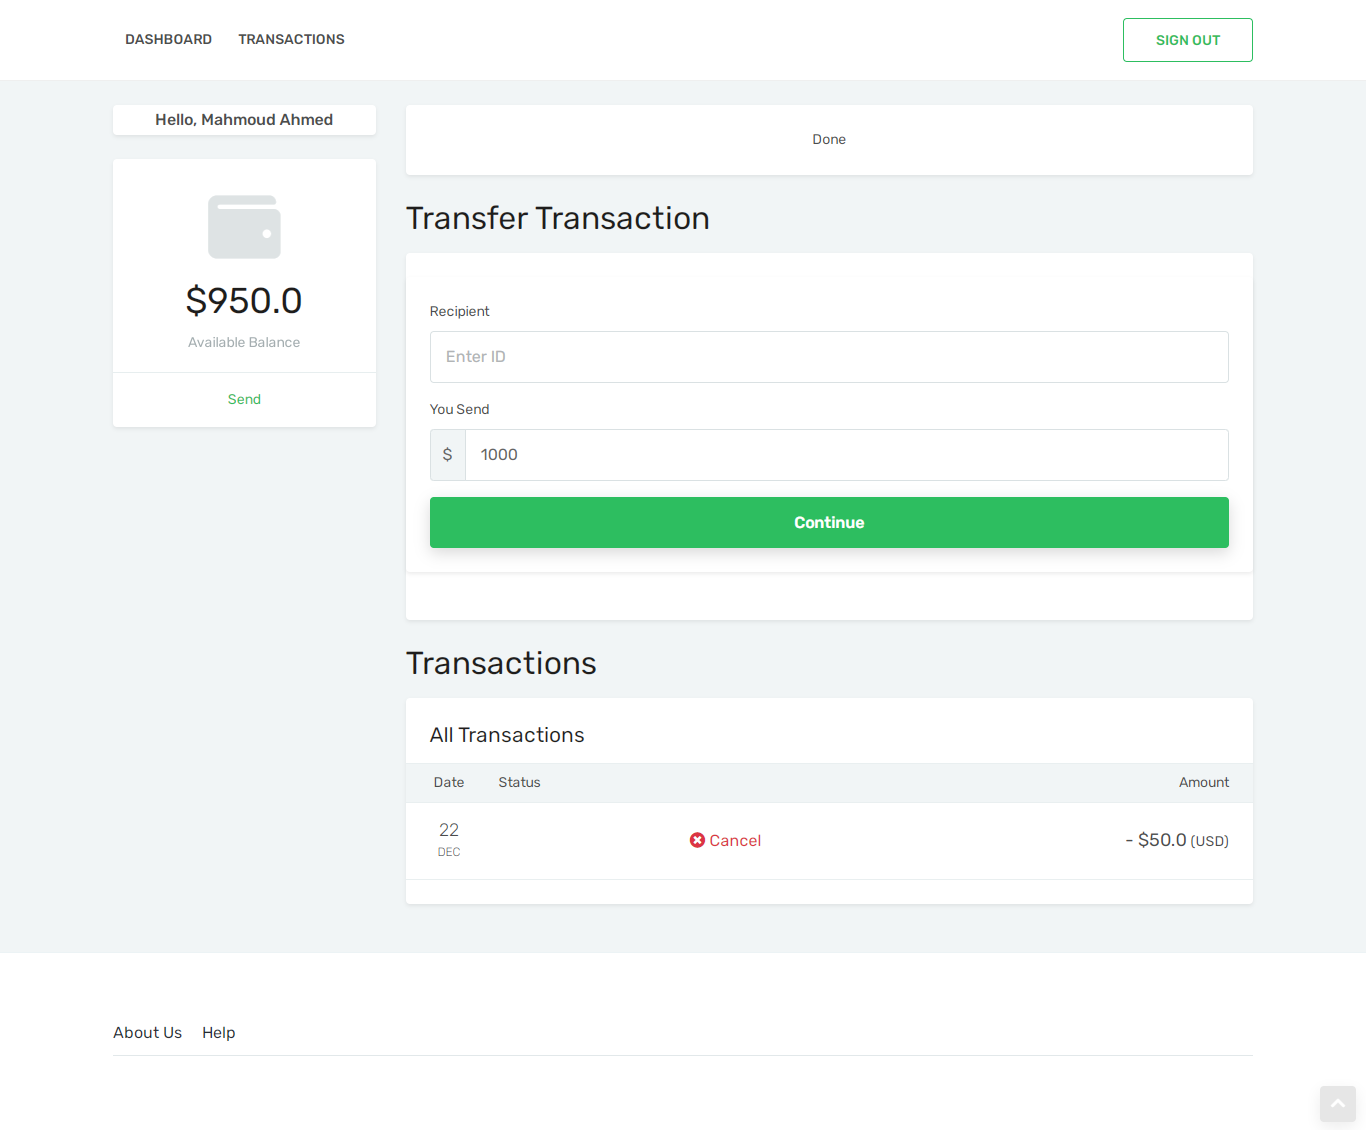 DASHBOARD TRANSACTIONS SIGN OUT
Hello, Mahmoud Ahmed
$950.0
Available Balance
Send
Done
Transfer Transaction
Recipient
Enter ID
You Send
$ 1000
Continue
Transactions
All Transactions
Date Status Amount
22
DEC
Cancel
- $50.0 (USD)
About Us Help